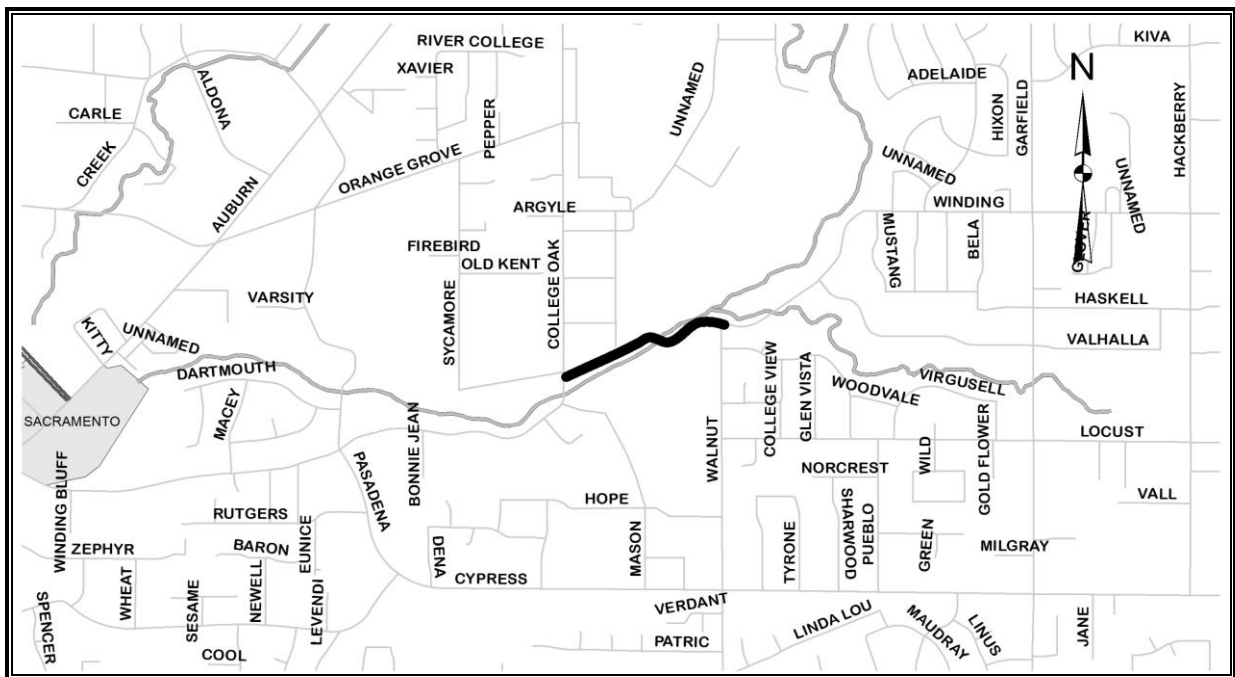 RIVER COLLEGE
KIVA
N
XAVIER
ADELAIDE
ALDONA
CARLE
PEPPER
UNNAMED
HIXON
GARFIELD
HACKBERRY
CREEK
ORANGE GROVE
UNNAMED
UNNAMED
AUBURN
ARGYLE
WINDING
FIREBIRD
OLD KENT
COLLEGE OAK
MUSTANG
BELA
GLOVER
VARSITY
HASKELL
SYCAMORE
KITTY
UNNAMED
VALHALLA
DARTMOUTH
COLLEGE VIEW
GLEN VISTA
WOODVALE
VIRGUSELL
SACRAMENTO
MACEY
BONNIE JEAN
WALNUT
GOLD FLOWER
LOCUST
WILD
WINDING BLUFF
PASADENA
NORCREST
HOPE
VALL
RUTGERS
SHARWOOD
PUEBLO
EUNICE
ZEPHYR
BARON
DENA
MASON
TYRONE
GREEN
MILGRAY
CYPRESS
WHEAT
SESAME
NEWELL
LEVENDI
VERDANT
SPENCER
LINDA LOU
MAUDRAY
LINUS
JANE
PATRIC
COOL